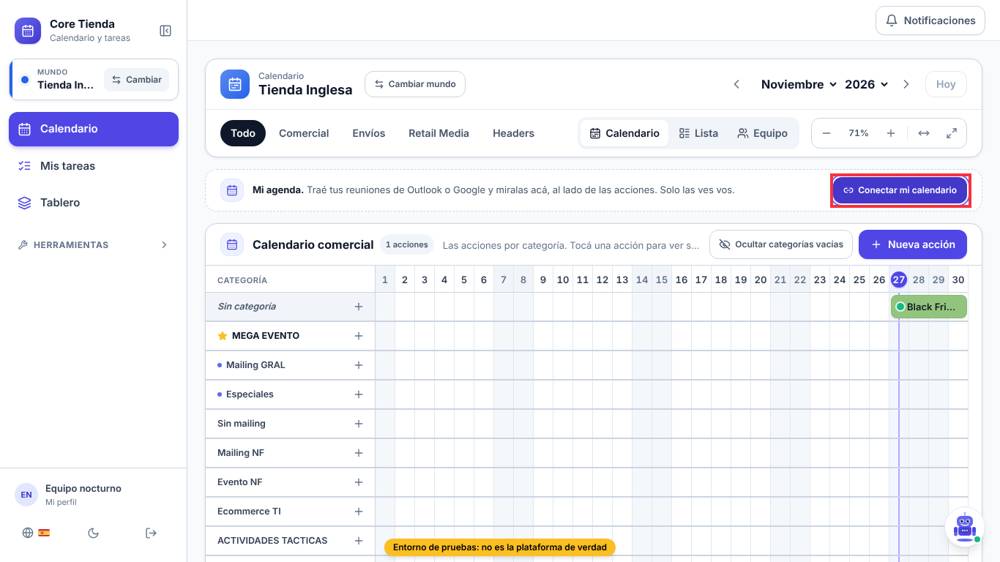 Core Tienda
Calendario y tareas
MUNDO
Tienda In...
Cambiar
Calendario
Mis tareas
Tablero
HERRAMIENTAS
EN
Equipo nocturno
Mi perfil
Notificaciones
Calendario
Tienda Inglesa
Cambiar mundo
Noviembre 2026
Hoy
Todo Comercial Envíos Retail Media Headers
Calendario Lista Equipo
71%
Mi agenda. Traé tus reuniones de Outlook o Google y miralas acá, al lado de las acciones. Solo las ves vos.
Conectar mi calendario
Calendario comercial
1 acciones
Las acciones por categoría. Tocá una acción para ver s...
Ocultar categorías vacías
Nueva acción
CATEGORÍA 1 2 3 4 5 6 7 8 9 10 11 12 13 14 15 16 17 18 19 20 21 22 23 24 25 26 27 28 29 30
Sin categoría
Black Fri...
MEGA EVENTO
Mailing GRAL
Especiales
Sin mailing
Mailing NF
Evento NF
Ecommerce TI
ACTIVIDADES TACTICAS
Entorno de pruebas: no es la plataforma de verdad